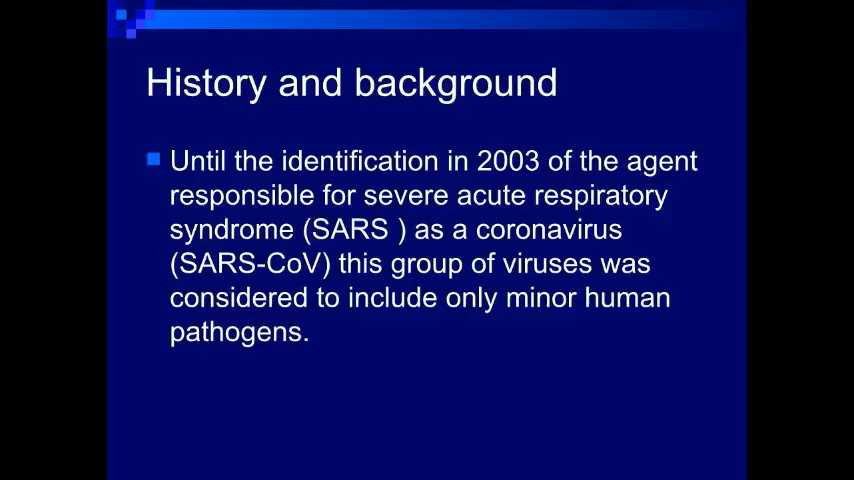 History and background
Until the identification in 2003 of the agent
responsible for severe acute respiratory
syndrome (SARS ) as a coronavirus
(SARS-CoV) this group of viruses was
considered to include only minor human
pathogens.